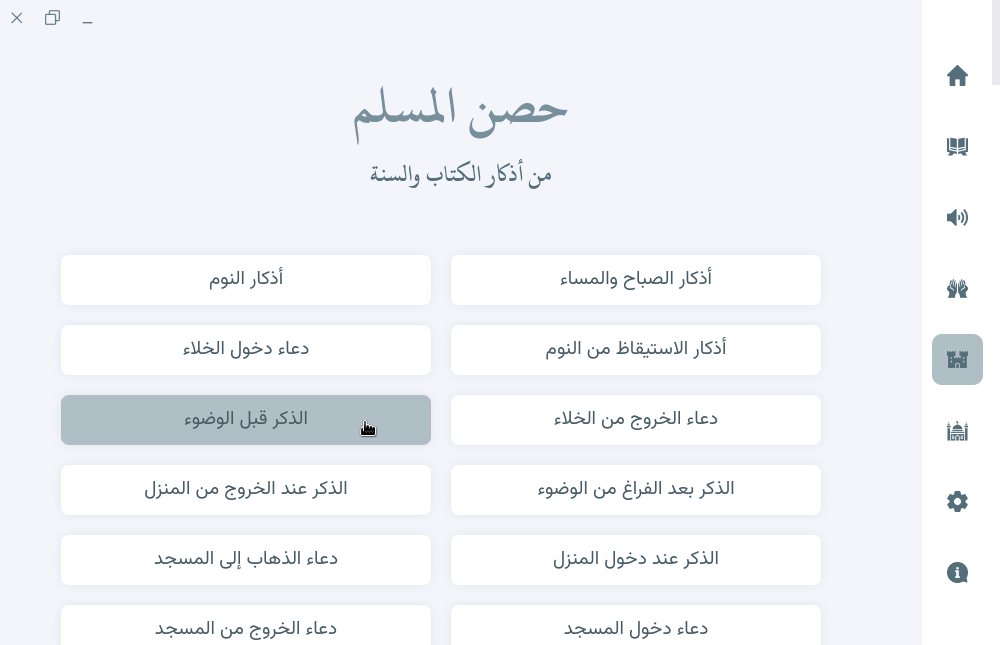 حصن المسلم
من أذكار الكتاب والسنة
أذكار الصباح والمساء
أذكار النوم
أذكار الاستيقاظ من النوم
دعاء دخول الخلاء
دعاء الخروج من الخلاء
الذكر قبل الوضوء
الذكر بعد الفراغ من الوضوء
الذكر عند الخروج من المنزل
الذكر عند دخول المنزل
دعاء الذهاب إلى المسجد
دعاء دخول المسجد
دعاء الخروج من المسجد